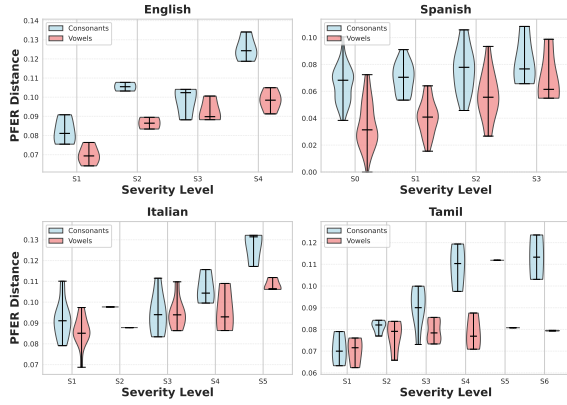 English
PFER Distance
0.14
0.13
0.12
0.11
0.10
0.09
0.08
0.07
Consonants
Vowels
S1 S2 S3 S4
Severity Level
Spanish
0.10
0.08
0.06
0.04
0.02
0.00
Consonants
Vowels
S0 S1 S2 S3
Severity Level
Italian
PFER Distance
0.13
0.12
0.11
0.10
0.09
0.08
0.07
Consonants
Vowels
S1 S2 S3 S4 S5
Severity Level
Tamil
0.12
0.11
0.10
0.09
0.08
0.07
0.06
Consonants
Vowels
S1 S2 S3 S4 S5 S6
Severity Level